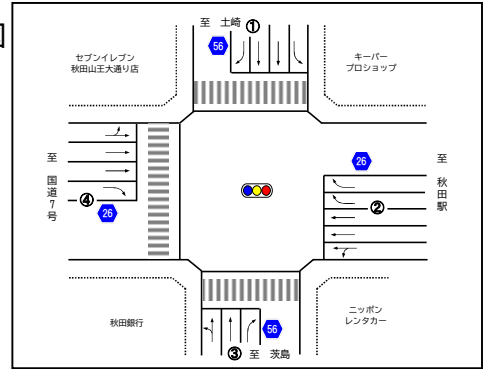 図
至 土崎
①
56
セブンイレブン
秋田山王大通り店
キーパー
プロショップ
至 国道7号
26
至 秋田駅
②
④
26
秋田銀行
56
ニッポン
レンタカー
③
至 茨島